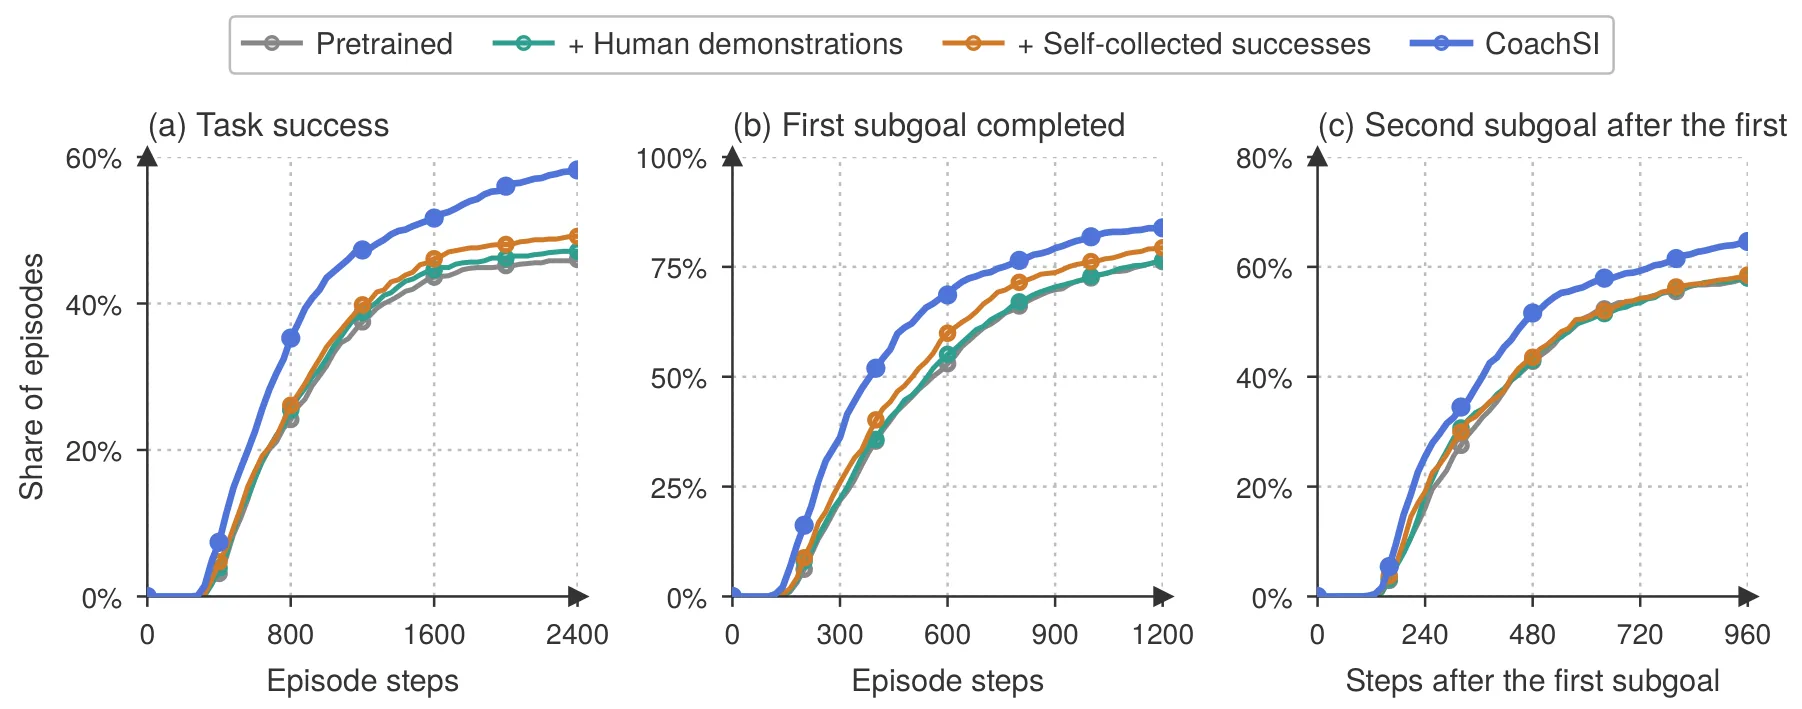 Pretrained + Human demonstrations + Self-collected successes CoachSI
(a) Task success
60%
40%
20%
0%
0 800 1600 2400
Episode steps
Share of episodes
(b) First subgoal completed
100%
75%
50%
25%
0%
0 300 600 900 1200
Episode steps
(c) Second subgoal after the first
80%
60%
40%
20%
0%
0 240 480 720 960
Steps after the first subgoal